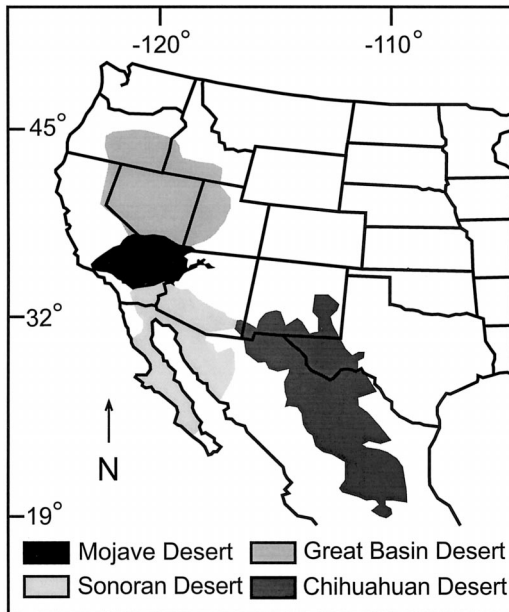 -120° -110°
45°
32°
N
19°
Mojave Desert Great Basin Desert
Sonoran Desert Chihuahuan Desert